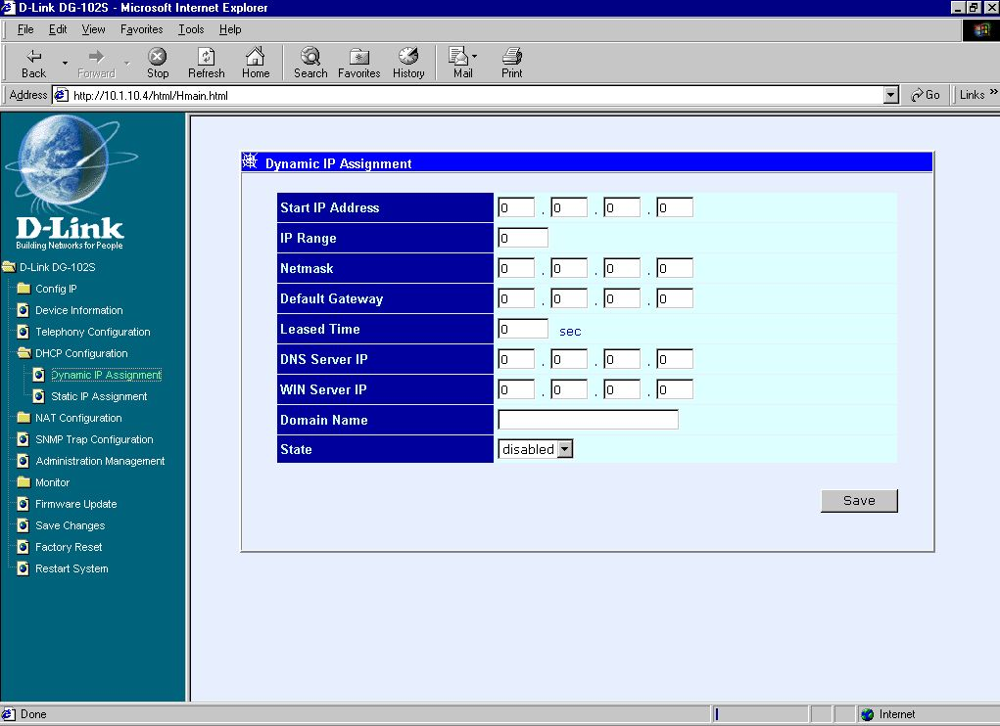 D-Link DG-102S - Microsoft Internet Explorer
File Edit View Favorites Tools Help
Back Forward Stop Refresh Home Search Favorites History Mail Print
Address http://10.1.10.4/html/Hmain.html Go Links »
D-Link
Building Networks for People
D-Link DG-102S
Config IP
Device Information
Telephony Configuration
DHCP Configuration
Dynamic IP Assignment
Static IP Assignment
NAT Configuration
SNMP Trap Configuration
Administration Management
Monitor
Firmware Update
Save Changes
Factory Reset
Restart System
Dynamic IP Assignment
Start IP Address 0 . 0 . 0 . 0
IP Range 0
Netmask 0 . 0 . 0 . 0
Default Gateway 0 . 0 . 0 . 0
Leased Time 0 sec
DNS Server IP 0 . 0 . 0 . 0
WIN Server IP 0 . 0 . 0 . 0
Domain Name
State disabled
Save
Done Internet